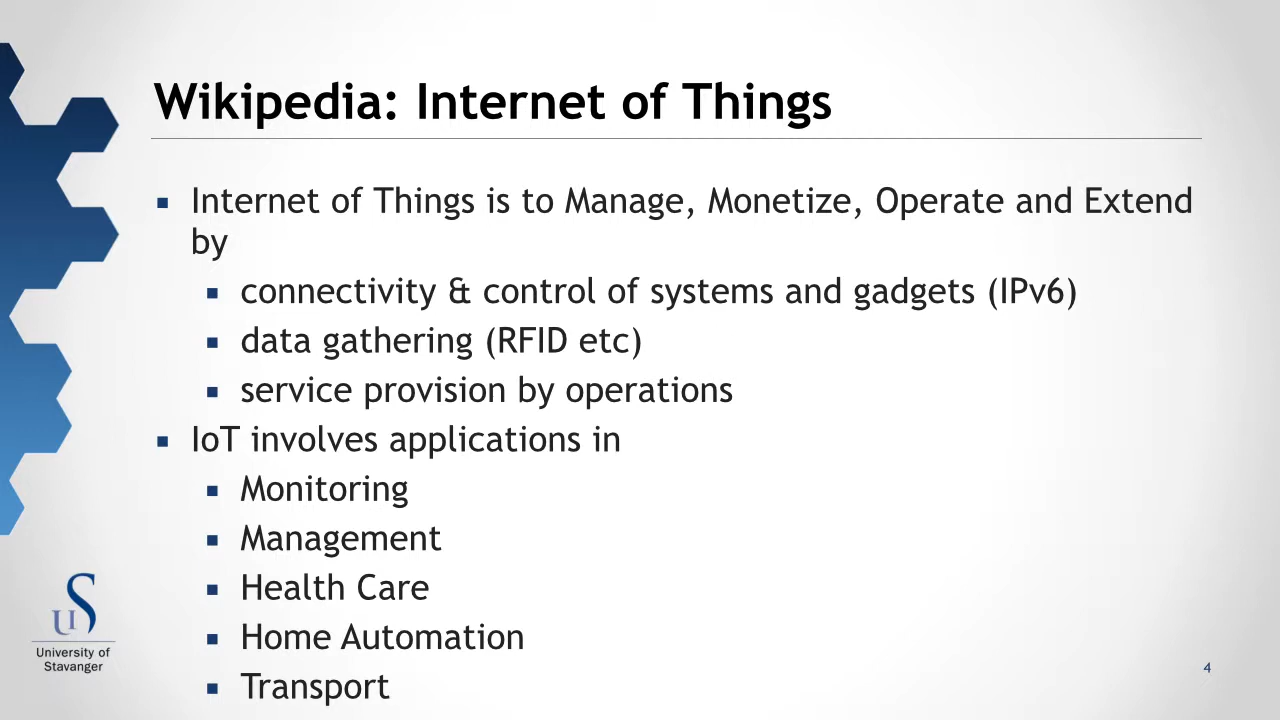 Wikipedia: Internet of Things
▪ Internet of Things is to Manage, Monetize, Operate and Extend
by
▪ connectivity & control of systems and gadgets (IPv6)
▪ data gathering (RFID etc)
▪ service provision by operations
▪ IoT involves applications in
▪ Monitoring
▪ Management
▪ Health Care
▪ Home Automation
▪ Transport
uS
University of
Stavanger
4